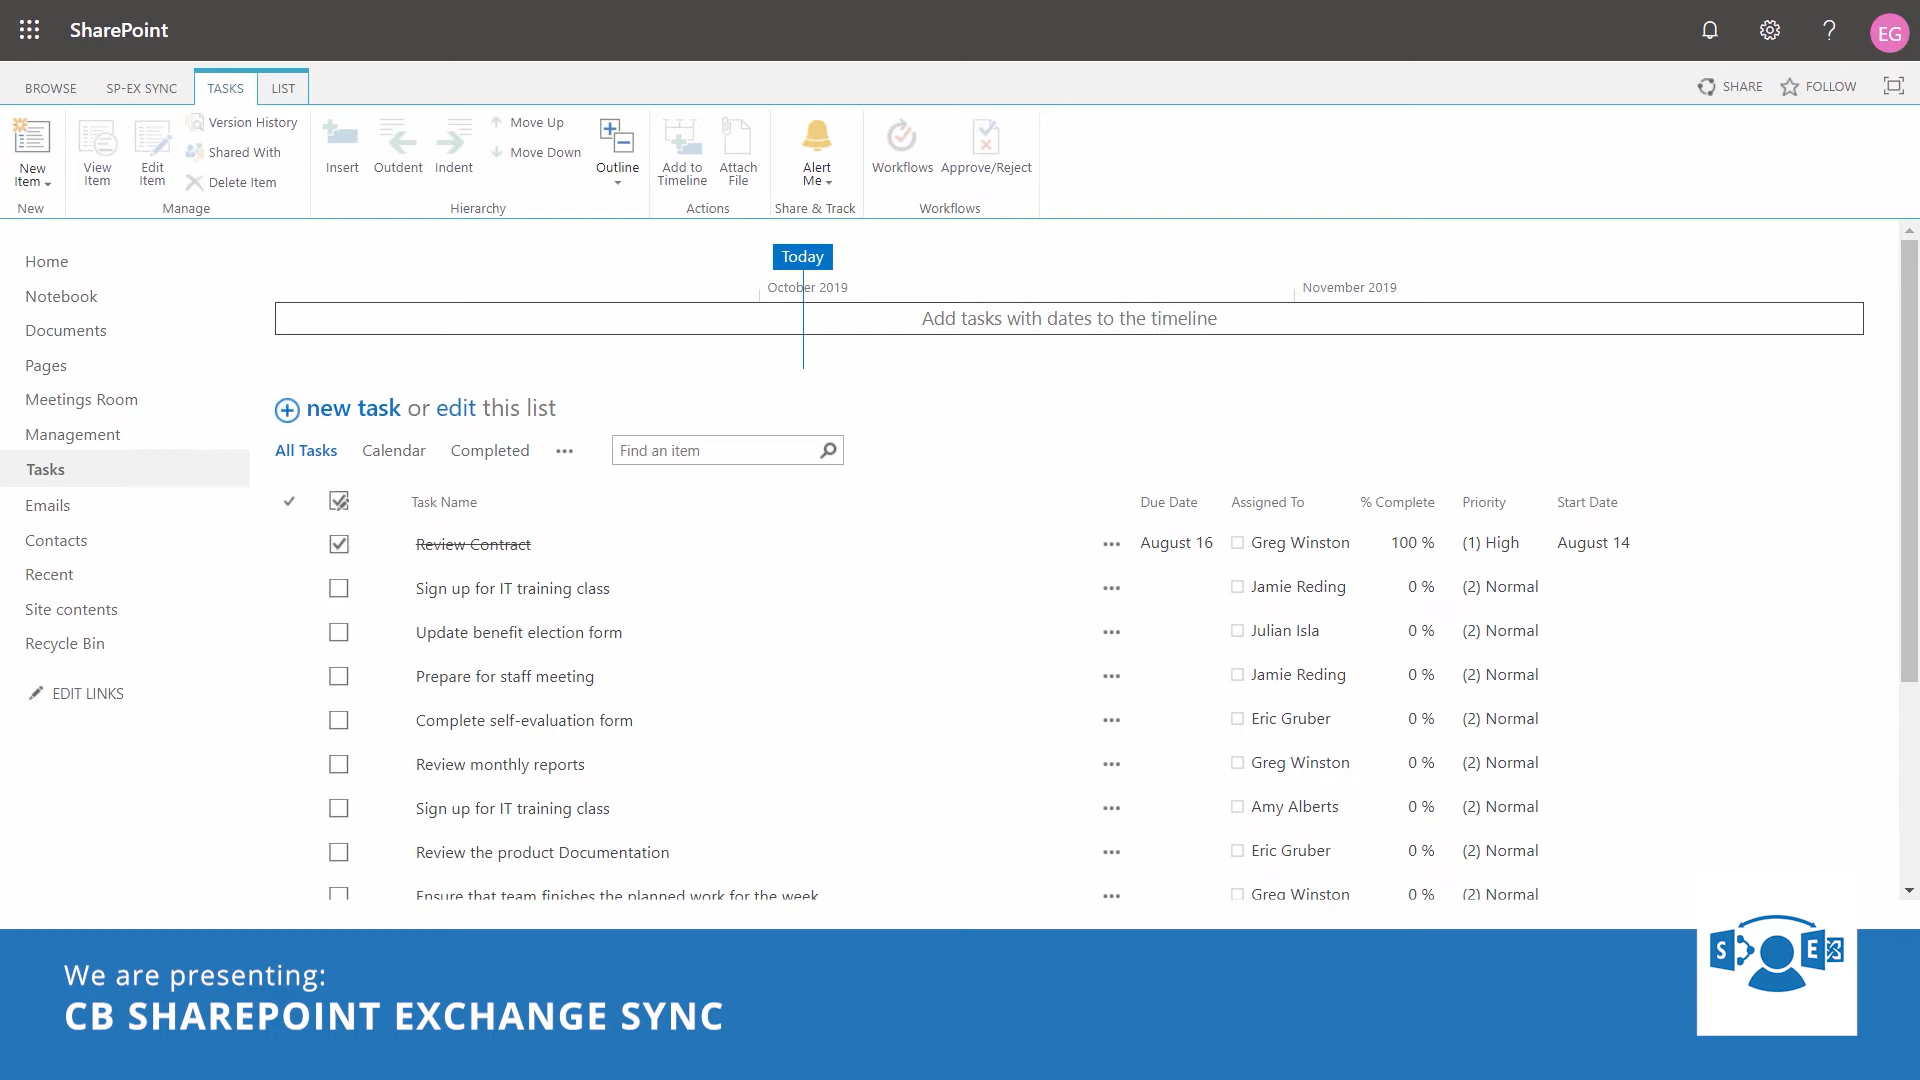 SharePoint
EG
BROWSE SP-EX SYNC TASKS LIST
SHARE FOLLOW
New Item
View Item
Edit Item
Version History
Shared With
Delete Item
Insert Outdent Indent
Move Up
Move Down
Outline
Add to Timeline
Attach File
Alert Me
Workflows Approve/Reject
New Manage Hierarchy Actions Share & Track Workflows
Home
Notebook
Documents
Pages
Meetings Room
Management
Tasks
Emails
Contacts
Recent
Site contents
Recycle Bin
EDIT LINKS
Today
October 2019 November 2019
Add tasks with dates to the timeline
new task or edit this list
All Tasks Calendar Completed ••• Find an item
Task Name Due Date Assigned To % Complete Priority Start Date
Review Contract ••• August 16 Greg Winston 100 % (1) High August 14
Sign up for IT training class ••• Jamie Reding 0 % (2) Normal
Update benefit election form ••• Julian Isla 0 % (2) Normal
Prepare for staff meeting ••• Jamie Reding 0 % (2) Normal
Complete self-evaluation form ••• Eric Gruber 0 % (2) Normal
Review monthly reports ••• Greg Winston 0 % (2) Normal
Sign up for IT training class ••• Amy Alberts 0 % (2) Normal
Review the product Documentation ••• Eric Gruber 0 % (2) Normal
Ensure that team finishes the planned work for the week ••• Greg Winston 0 % (2) Normal
We are presenting:
CB SHAREPOINT EXCHANGE SYNC
S E